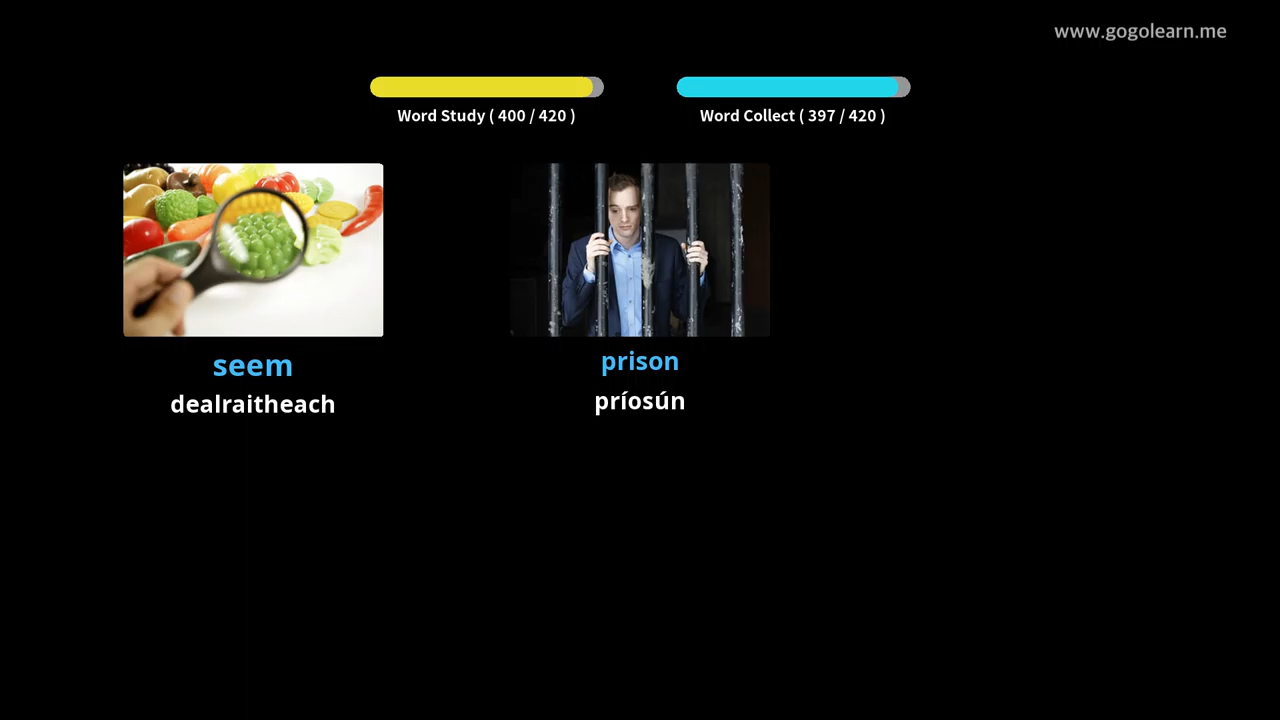 www.gogolearn.me
Word Study ( 400 / 420 )
Word Collect ( 397 / 420 )
seem
dealraitheach
prison
príosún